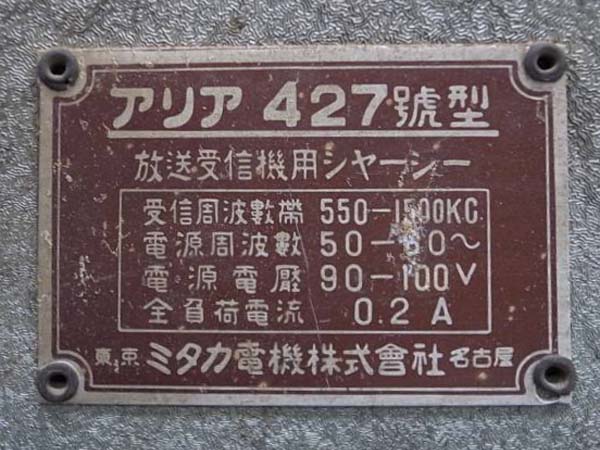 アリア 427號型
放送受信機用シャーシー
受信周波數帶 550-1500KC
電源周波數 50-60～
電源電壓 90-100V
全負荷電流 0.2A
東京 ミタカ電機株式會社 名古屋